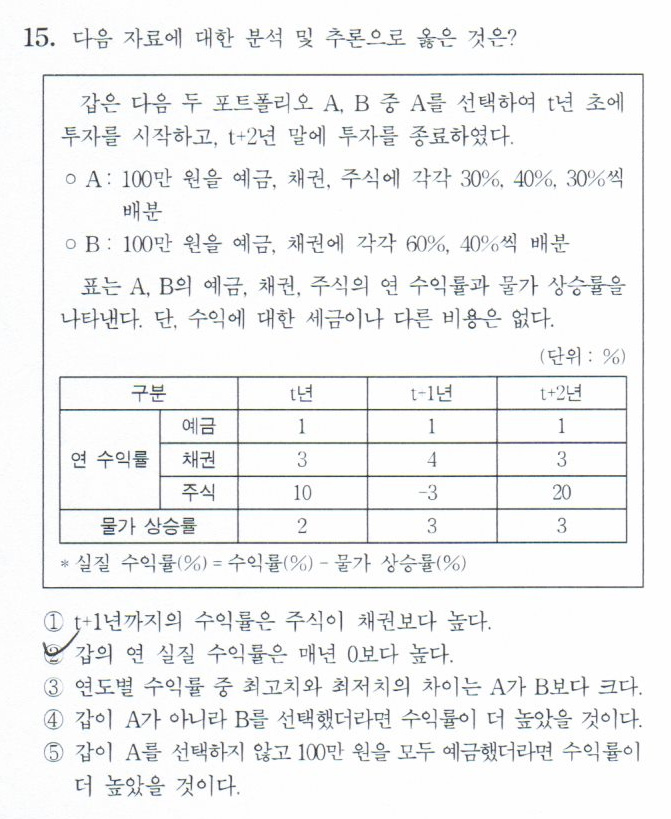 15. 다음 자료에 대한 분석 및 추론으로 옳은 것은?
갑은 다음 두 포트폴리오 A, B 중 A를 선택하여 t년 초에
투자를 시작하고, t+2년 말에 투자를 종료하였다.
○ A : 100만 원을 예금, 채권, 주식에 각각 30%, 40%, 30%씩
배분
○ B : 100만 원을 예금, 채권에 각각 60%, 40%씩 배분
표는 A, B의 예금, 채권, 주식의 연 수익률과 물가 상승률을
나타낸다. 단, 수익에 대한 세금이나 다른 비용은 없다.
(단위 : %)
구분 t년 t+1년 t+2년
연 수익률 예금 1 1 1
채권 3 4 3
주식 10 -3 20
물가 상승률 2 3 3
* 실질 수익률(%) = 수익률(%) - 물가 상승률(%)
① t+1년까지의 수익률은 주식이 채권보다 높다.
② 갑의 연 실질 수익률은 매년 0보다 높다.
③ 연도별 수익률 중 최고치와 최저치의 차이는 A가 B보다 크다.
④ 갑이 A가 아니라 B를 선택했더라면 수익률이 더 높았을 것이다.
⑤ 갑이 A를 선택하지 않고 100만 원을 모두 예금했더라면 수익률이
더 높았을 것이다.